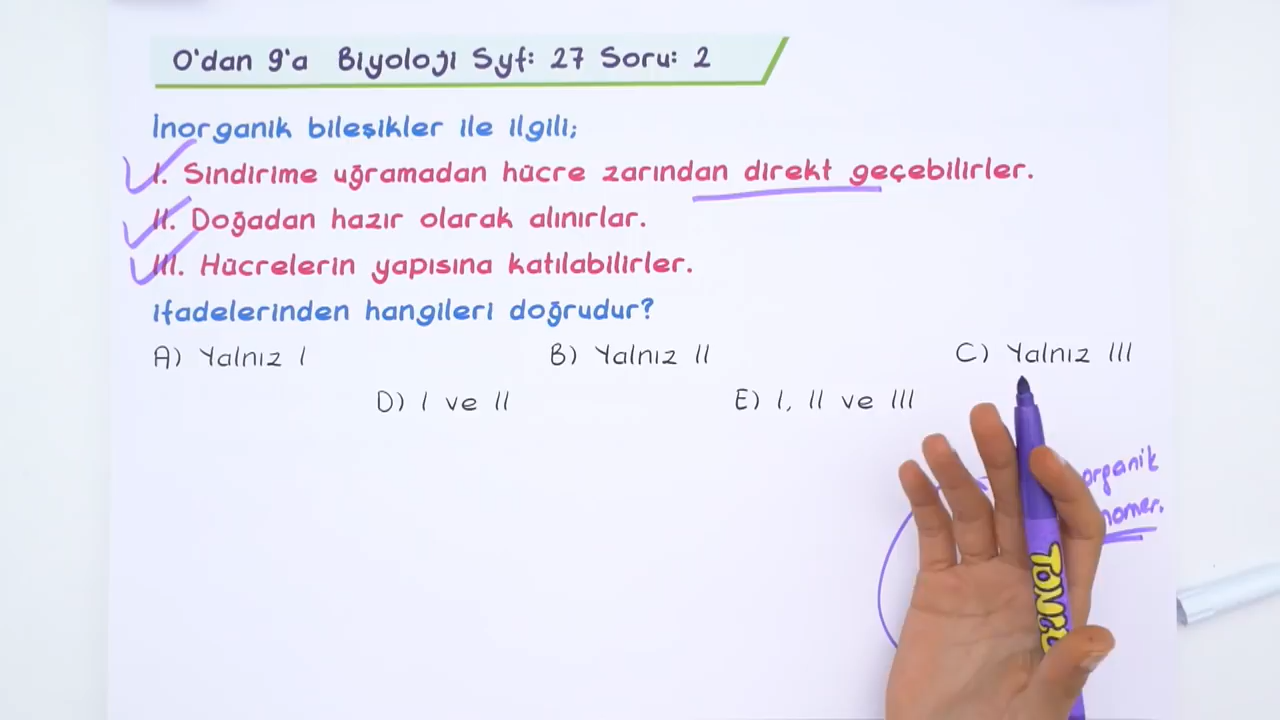 0'dan 9'a Biyoloji Syf: 27 Soru: 2
İnorganik bileşikler ile ilgili;
I. Sindirime uğramadan hücre zarından direkt geçebilirler.
II. Doğadan hazır olarak alınırlar.
III. Hücrelerin yapısına katılabilirler.
ifadelerinden hangileri doğrudur?
A) Yalnız I B) Yalnız II C) Yalnız III
D) I ve II E) I, II ve III